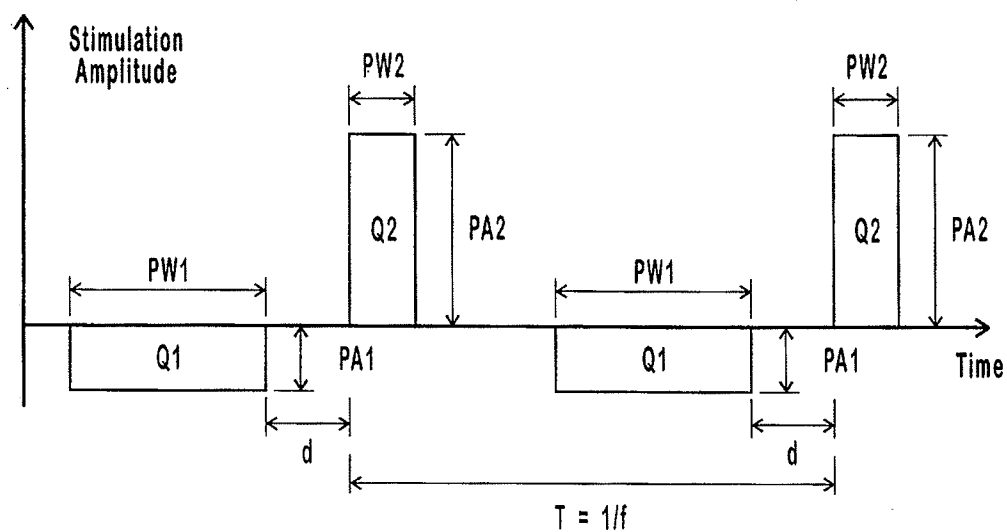 Stimulation
Amplitude
PW2
PW2
Q2
PA2
Q2
PA2
PW1
PW1
Q1
PA1
Q1
PA1
Time
d
d
T = 1/f